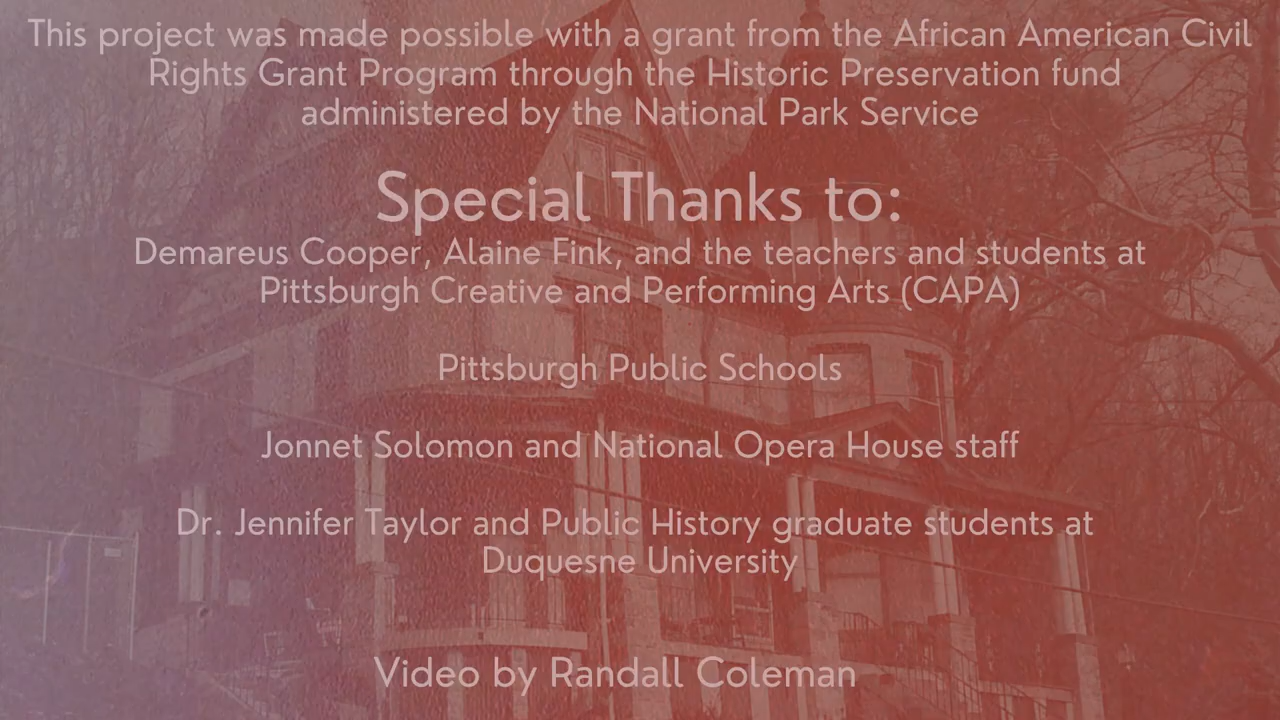 This project was made possible with a grant from the African American Civil
Rights Grant Program through the Historic Preservation fund
administered by the National Park Service
Special Thanks to:
Demareus Cooper, Alaine Fink, and the teachers and students at
Pittsburgh Creative and Performing Arts (CAPA)
Pittsburgh Public Schools
Jonnet Solomon and National Opera House staff
Dr. Jennifer Taylor and Public History graduate students at
Duquesne University
Video by Randall Coleman